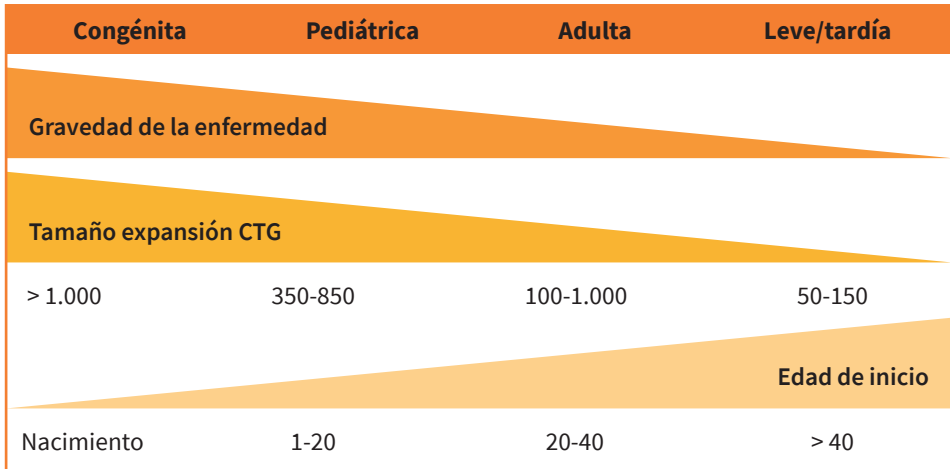 Congénita Pediátrica Adulta Leve/tardía
Gravedad de la enfermedad
Tamaño expansión CTG
> 1.000 350-850 100-1.000 50-150
Edad de inicio
Nacimiento 1-20 20-40 > 40